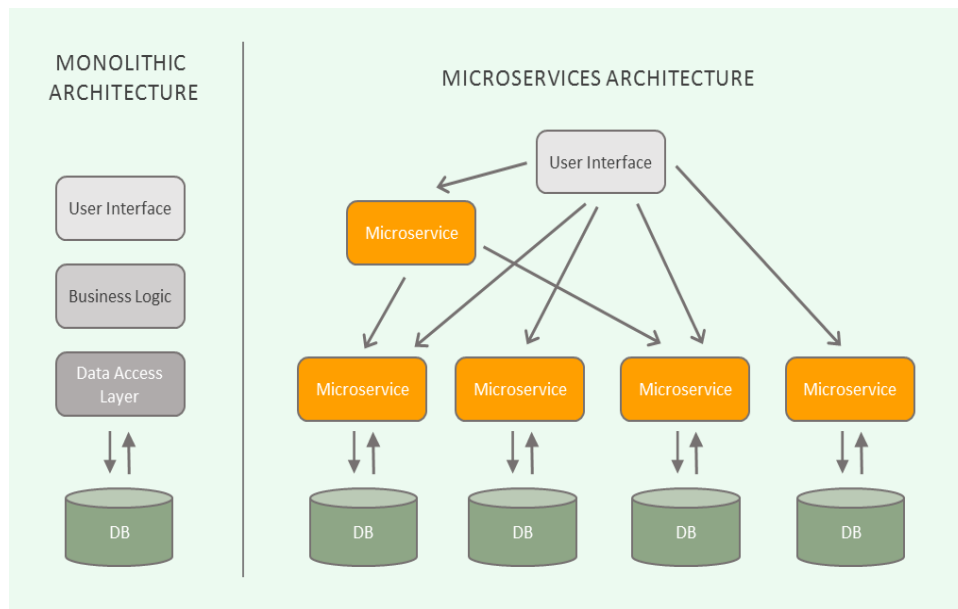 MONOLITHIC
ARCHITECTURE
User Interface
Business Logic
Data Access
Layer
DB
MICROSERVICES ARCHITECTURE
User Interface
Microservice
Microservice
Microservice
Microservice
Microservice
DB
DB
DB
DB